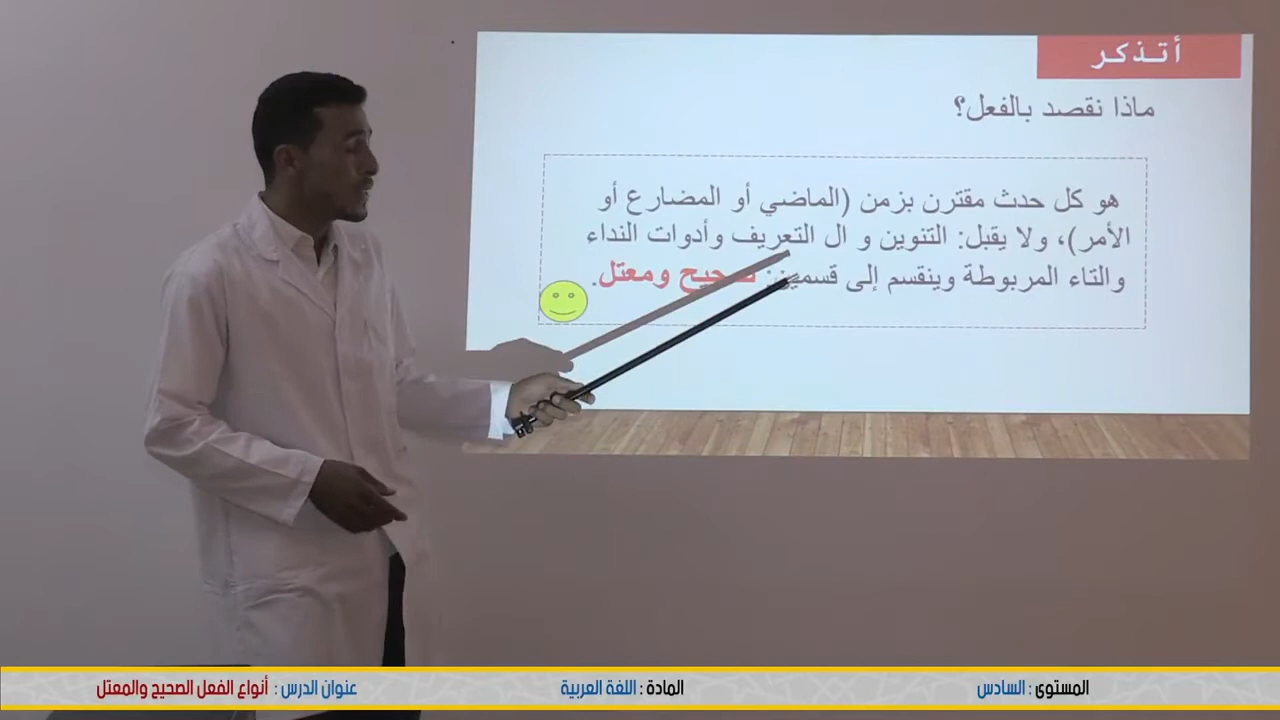 أتذكر
ماذا نقصد بالفعل؟
هو كل حدث مقترن بزمن (الماضي أو المضارع أو
الأمر)، ولا يقبل: التنوين و ال التعريف وأدوات النداء
والتاء المربوطة وينقسم إلى قسمين: صحيح ومعتل.
المستوى : السادس
المادة : اللغة العربية
عنوان الدرس : أنواع الفعل الصحيح والمعتل